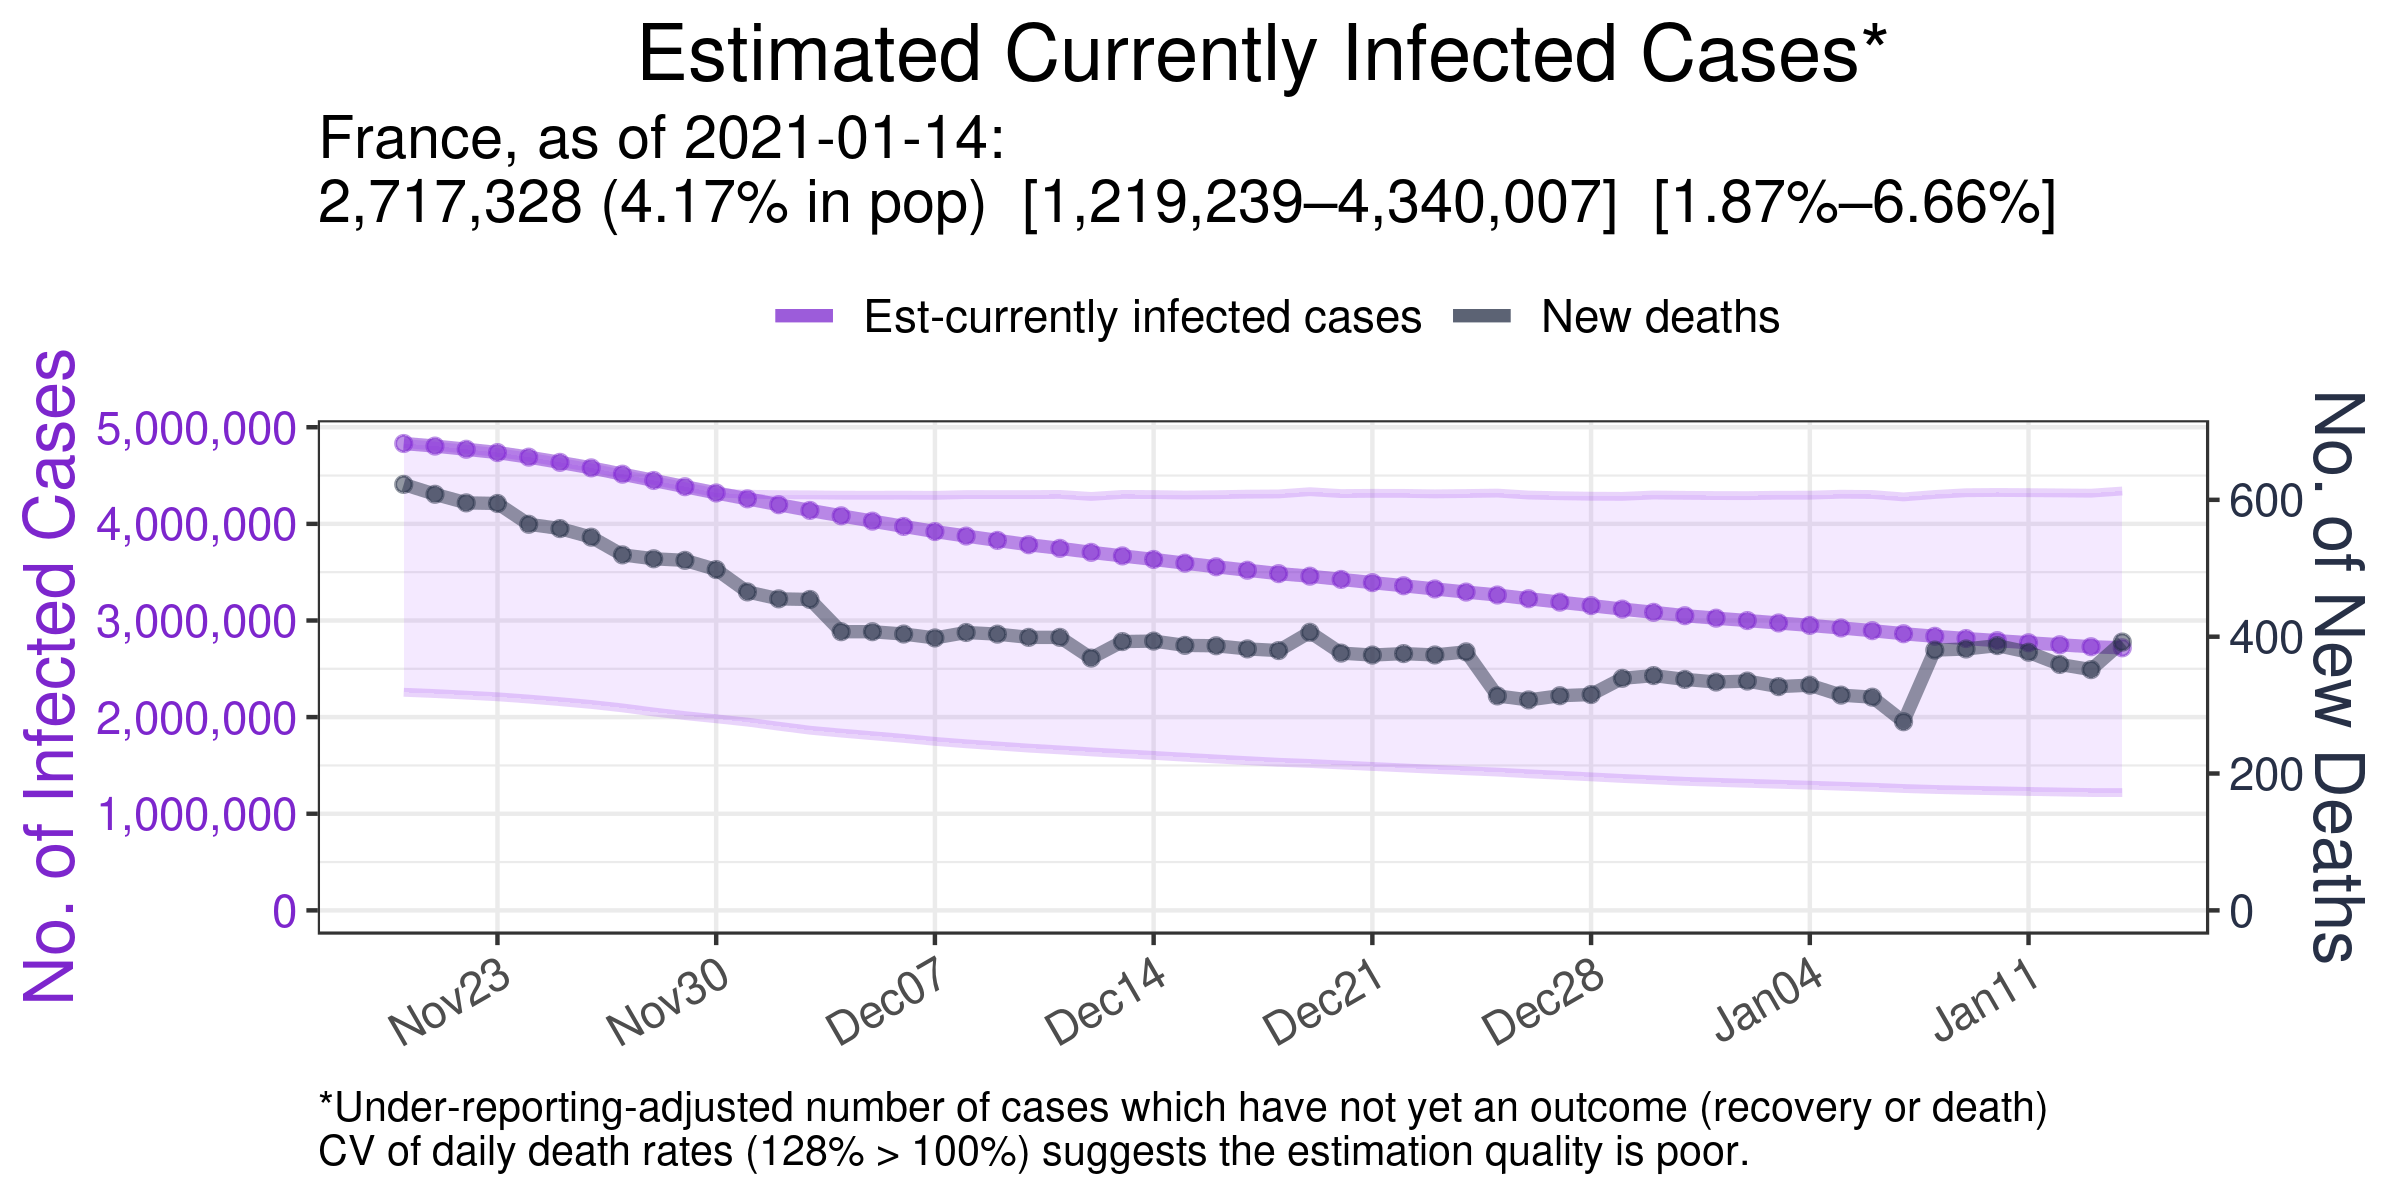 Estimated Currently Infected Cases*
France, as of 2021-01-14:
2,717,328 (4.17% in pop)  [1,219,239–4,340,007]  [1.87%–6.66%]
Est-currently infected cases
New deaths
No. of Infected Cases
5,000,000
4,000,000
3,000,000
2,000,000
1,000,000
0
600
400
200
0
No. of New Deaths
Nov23
Nov30
Dec07
Dec14
Dec21
Dec28
Jan04
Jan11
*Under-reporting-adjusted number of cases which have not yet an outcome (recovery or death)
CV of daily death rates (128% > 100%) suggests the estimation quality is poor.